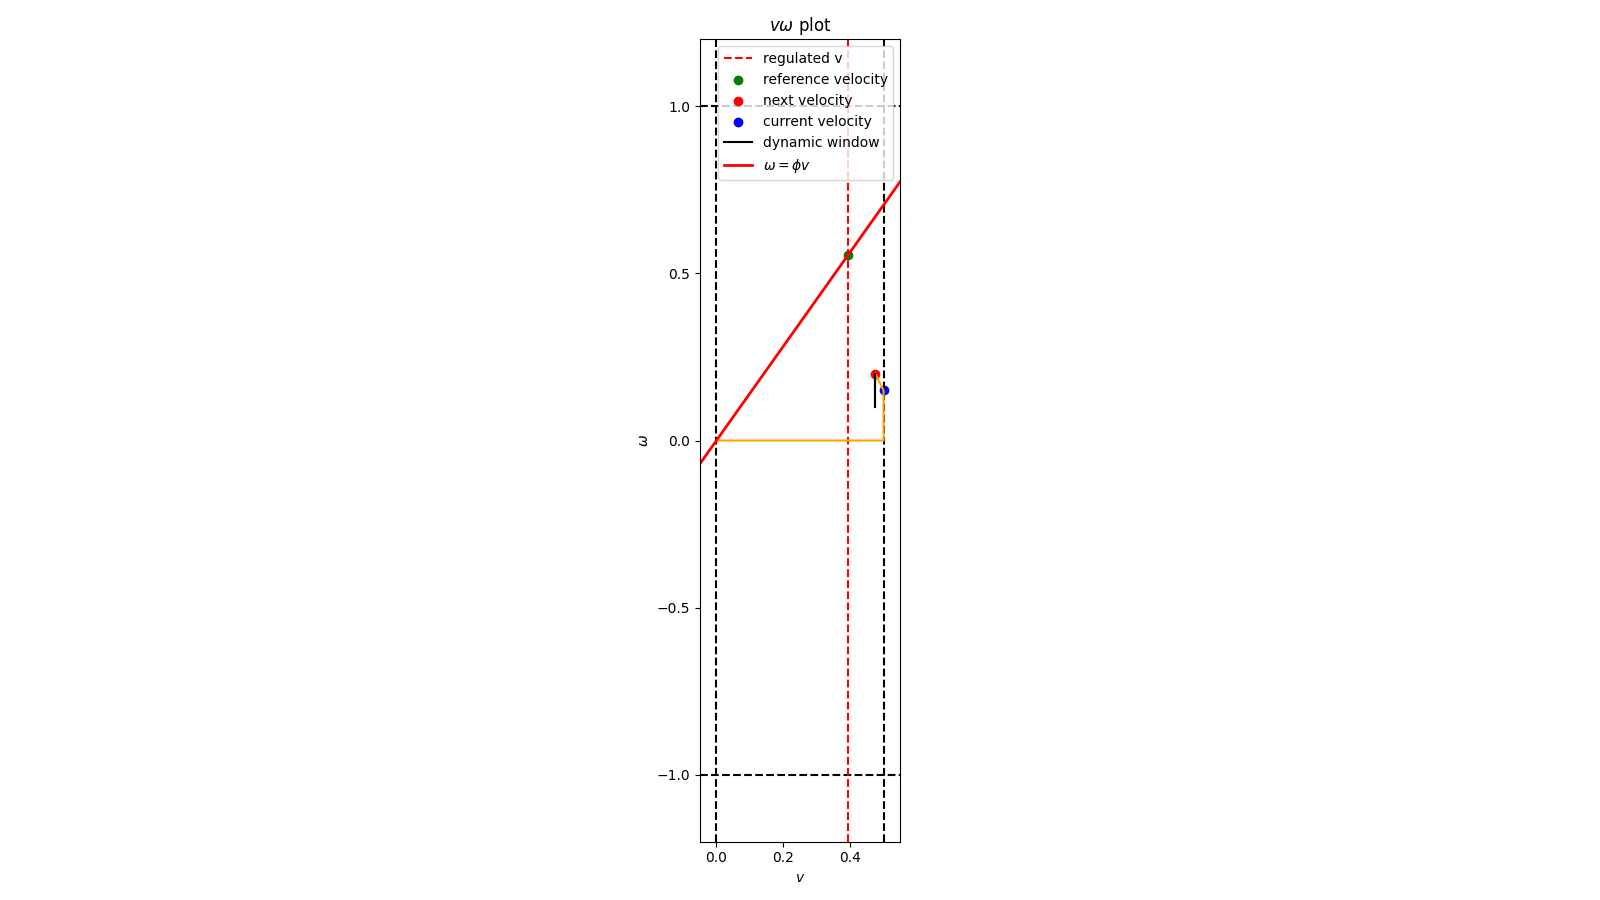 vω plot
regulated v
reference velocity
next velocity
current velocity
dynamic window
ω = ϕv
1.0
0.5
0.0
−0.5
−1.0
ω
0.0 0.2 0.4
v